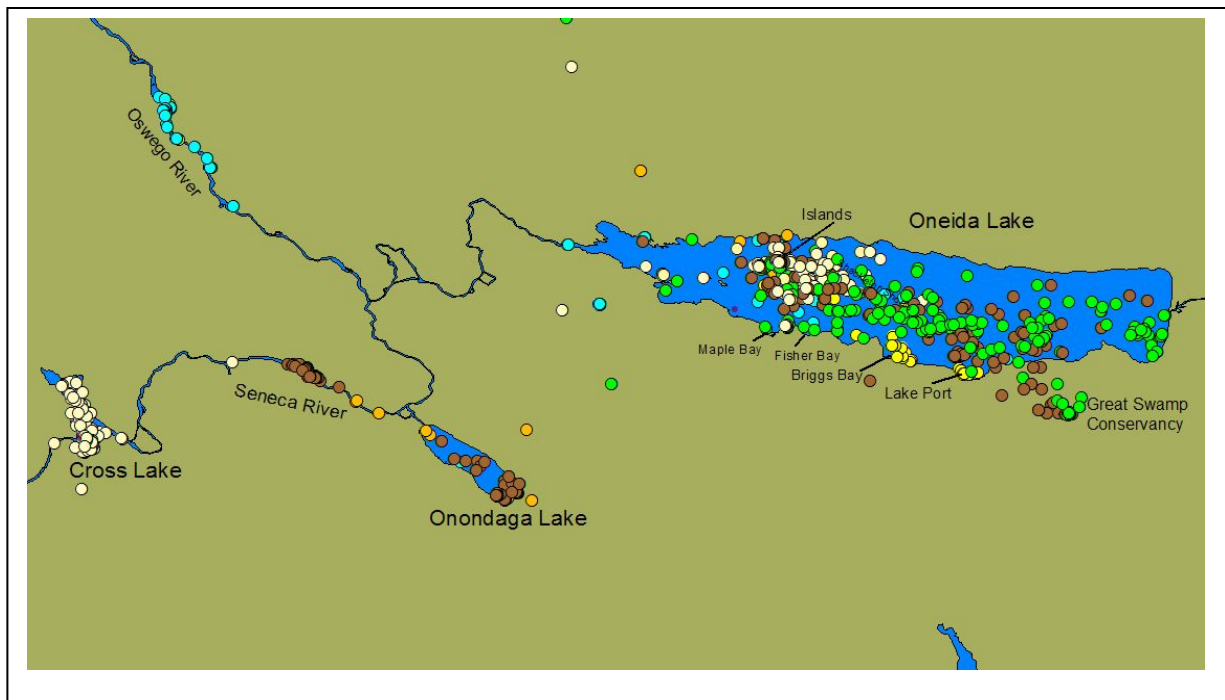 Oswego River
Islands
Oneida Lake
Maple Bay
Fisher Bay
Briggs Bay
Lake Port
Great Swamp
Conservancy
Seneca River
Cross Lake
Onondaga Lake